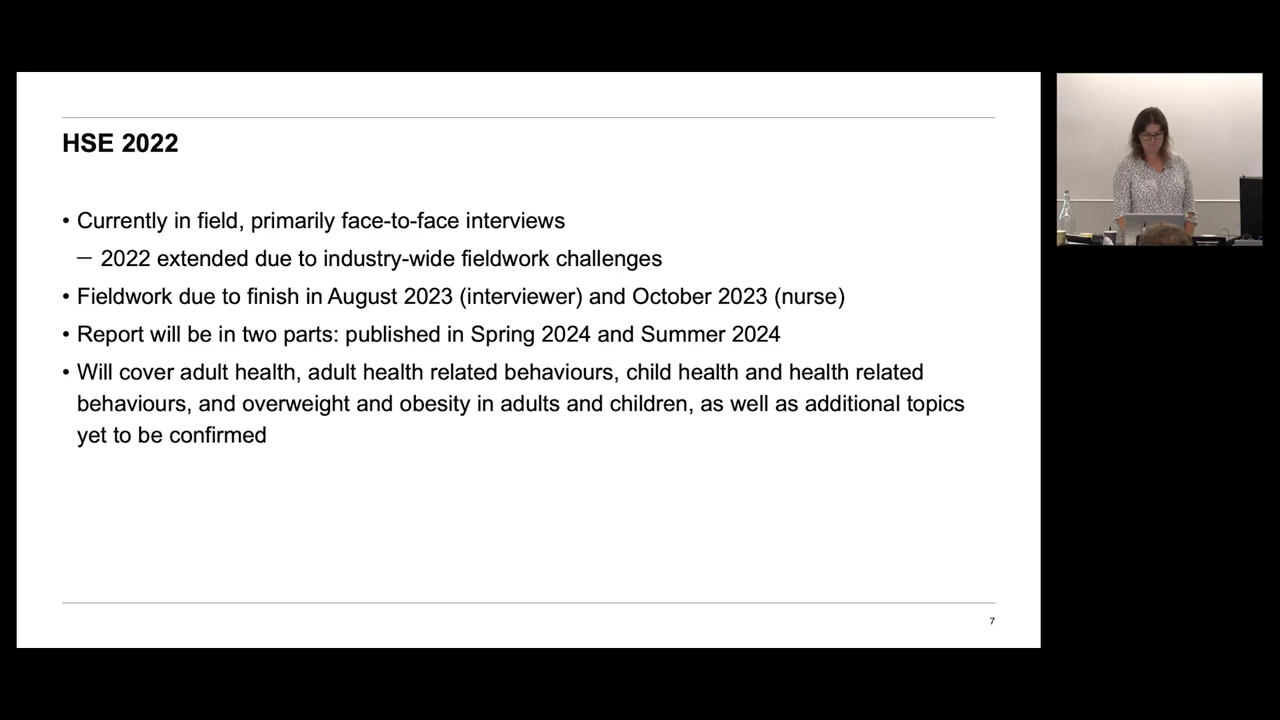 HSE 2022
• Currently in field, primarily face-to-face interviews
– 2022 extended due to industry-wide fieldwork challenges
• Fieldwork due to finish in August 2023 (interviewer) and October 2023 (nurse)
• Report will be in two parts: published in Spring 2024 and Summer 2024
• Will cover adult health, adult health related behaviours, child health and health related
behaviours, and overweight and obesity in adults and children, as well as additional topics
yet to be confirmed
7